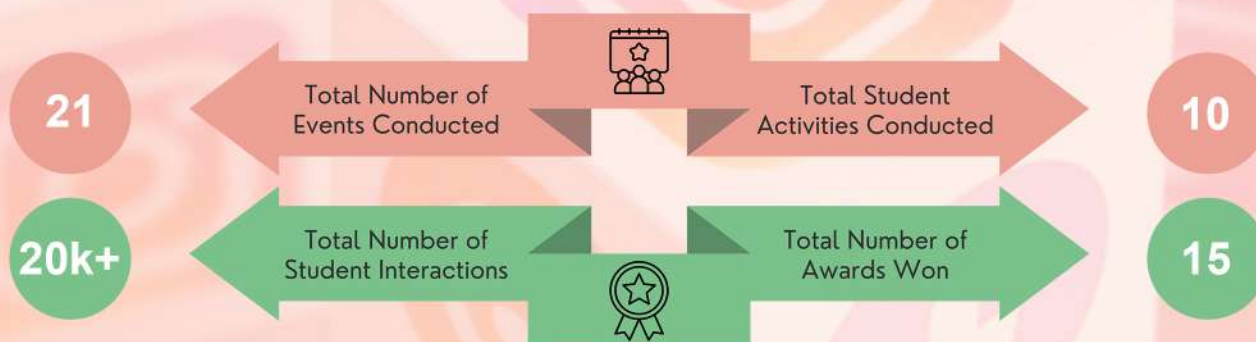 21
Total Number of
Events Conducted
Total Student
Activities Conducted
10
20k+
Total Number of
Student Interactions
Total Number of
Awards Won
15